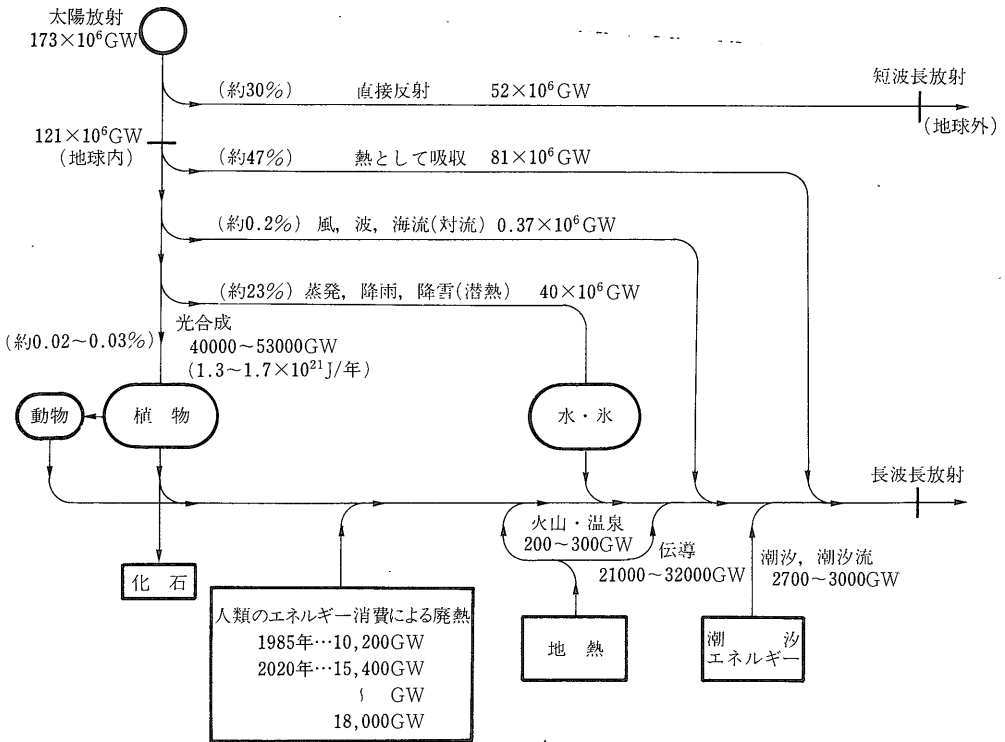 太陽放射
173×10⁶GW
(約30%) 直接反射 52×10⁶GW
短波長放射
(地球外)
121×10⁶GW
(地球内)
(約47%) 熱として吸収 81×10⁶GW
(約0.2%) 風, 波, 海流(対流) 0.37×10⁶GW
(約23%) 蒸発, 降雨, 降雪(潜熱) 40×10⁶GW
(約0.02~0.03%)
光合成
40000~53000GW
(1.3~1.7×10²¹J/年)
動物
植物
水・氷
長波長放射
火山・温泉
200~300GW
伝導
21000~32000GW
潮汐, 潮汐流
2700~3000GW
化石
人類のエネルギー消費による廃熱
1985年…10,200GW
2020年…15,400GW
~ GW
18,000GW
地熱
潮汐
エネルギー